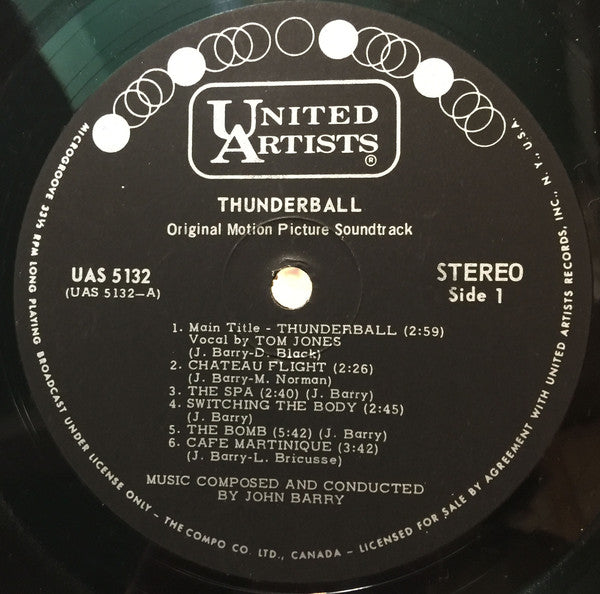 UNITED
ARTISTS
®
THUNDERBALL
Original Motion Picture Soundtrack
UAS 5132
(UAS 5132-A)
STEREO
Side 1
1. Main Title - THUNDERBALL (2:59)
Vocal by TOM JONES
(J. Barry-D. Black)
2. CHATEAU FLIGHT (2:26)
(J. Barry-M. Norman)
3. THE SPA (2:40) (J. Barry)
4. SWITCHING THE BODY (2:45)
(J. Barry)
5. THE BOMB (5:42) (J. Barry)
6. CAFE MARTINIQUE (3:42)
(J. Barry-L. Bricusse)
MUSIC COMPOSED AND CONDUCTED
BY JOHN BARRY
MICROGROOVE 33⅓ RPM LONG PLAYING BROADCAST UNDER LICENSE ONLY - THE COMPO CO. LTD., CANADA - LICENSED FOR SALE BY AGREEMENT WITH UNITED ARTISTS RECORDS, INC., N. Y., U.S.A.